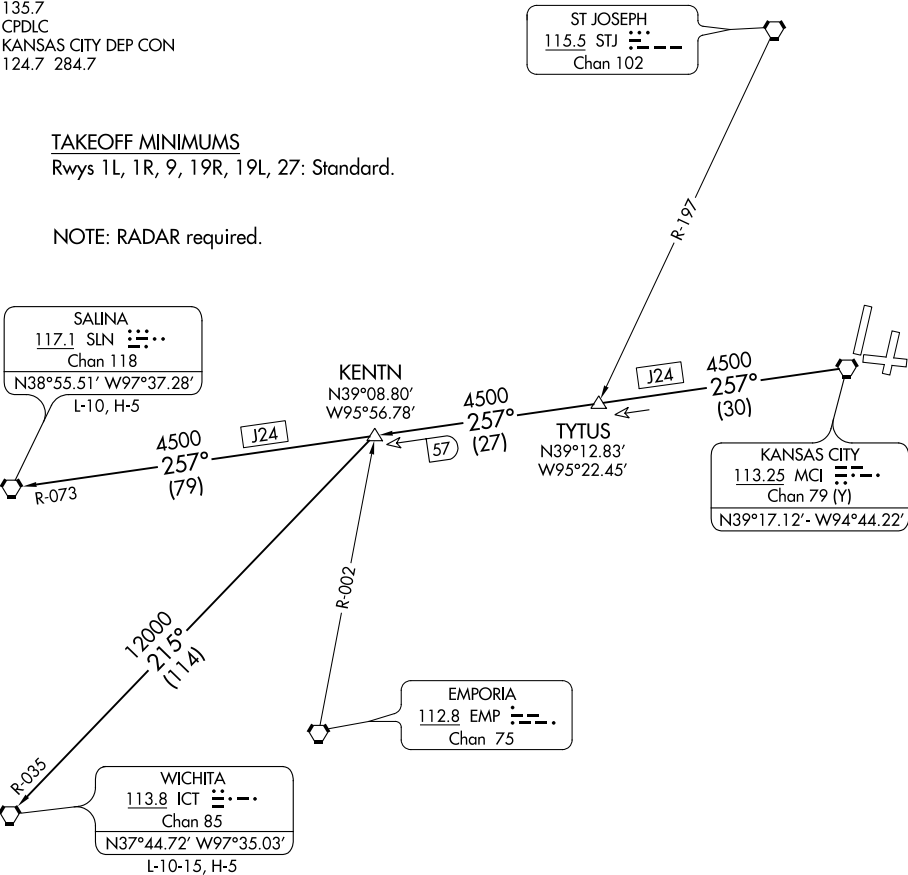 135.7
CPDLC
KANSAS CITY DEP CON
124.7 284.7
ST JOSEPH
115.5 STJ
Chan 102
TAKEOFF MINIMUMS
Rwys 1L, 1R, 9, 19R, 19L, 27: Standard.
NOTE: RADAR required.
R-197
SALINA
117.1 SLN
Chan 118
N38°55.51' W97°37.28'
L-10, H-5
KENTN
N39°08.80'
W95°56.78'
4500
257°
(27)
J24
4500
257°
(30)
TYTUS
N39°12.83'
W95°22.45'
4500
257°
(79)
J24
57
R-073
KANSAS CITY
113.25 MCI
Chan 79 (Y)
N39°17.12'- W94°44.22'
R-002
12000
215°
(114)
EMPORIA
112.8 EMP
Chan 75
R-035
WICHITA
113.8 ICT
Chan 85
N37°44.72' W97°35.03'
L-10-15, H-5